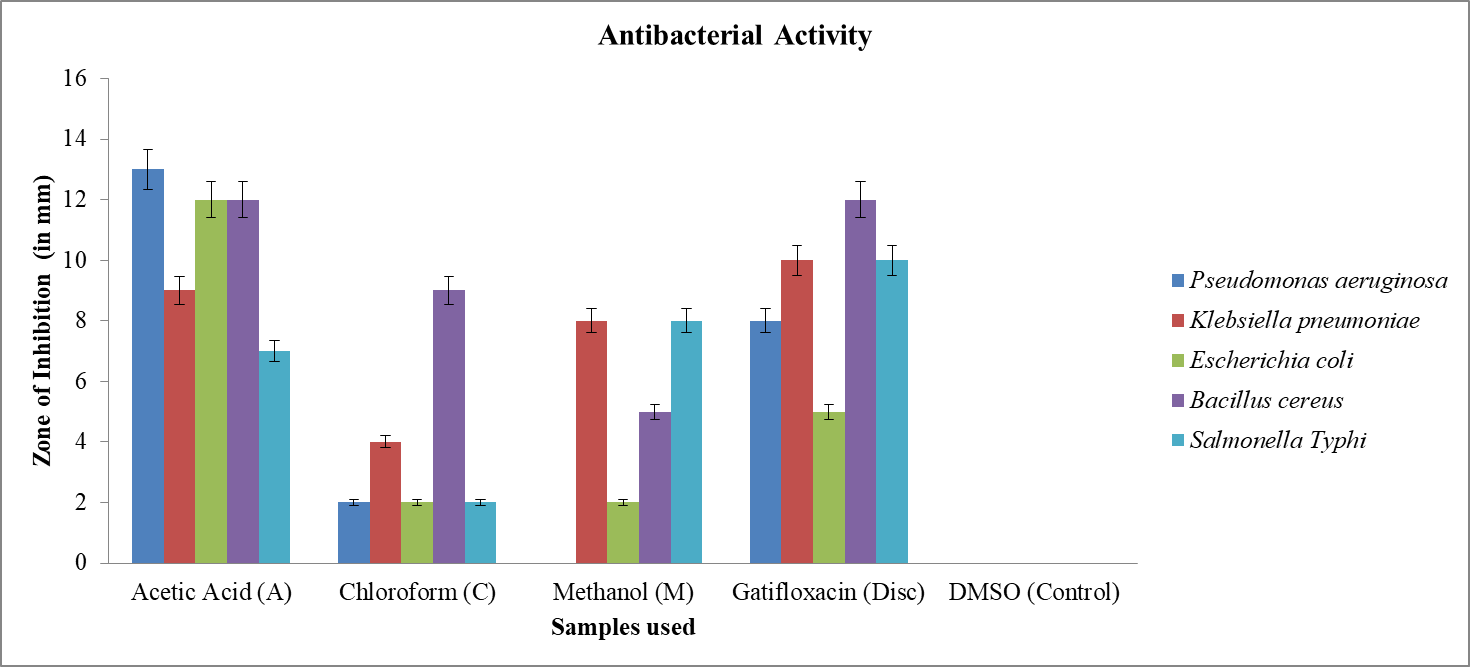 Antibacterial Activity
16
14
12
10
8
6
4
2
0
Zone of Inhibition (in mm)
Acetic Acid (A)
Chloroform (C)
Methanol (M)
Gatifloxacin (Disc)
DMSO (Control)
Samples used
Pseudomonas aeruginosa
Klebsiella pneumoniae
Escherichia coli
Bacillus cereus
Salmonella Typhi